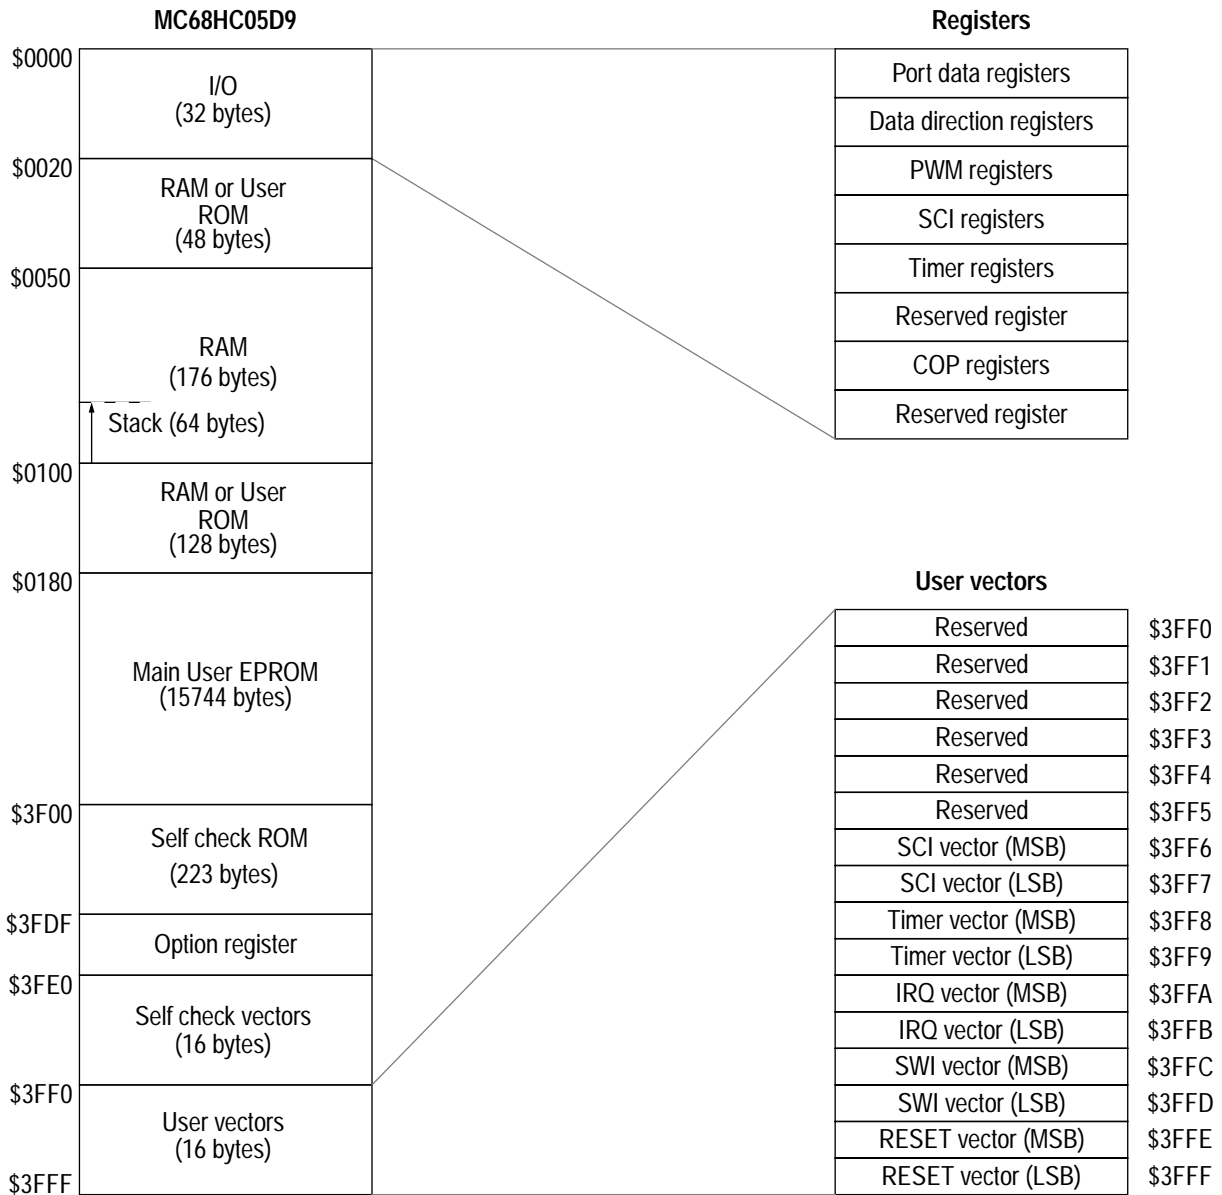 MC68HC05D9
$0000
I/O
(32 bytes)
$0020
RAM or User
ROM
(48 bytes)
$0050
RAM
(176 bytes)
Stack (64 bytes)
$0100
RAM or User
ROM
(128 bytes)
$0180
Main User EPROM
(15744 bytes)
$3F00
Self check ROM
(223 bytes)
$3FDF
Option register
$3FE0
Self check vectors
(16 bytes)
$3FF0
User vectors
(16 bytes)
$3FFF
Registers
Port data registers
Data direction registers
PWM registers
SCI registers
Timer registers
Reserved register
COP registers
Reserved register
User vectors
Reserved $3FF0
Reserved $3FF1
Reserved $3FF2
Reserved $3FF3
Reserved $3FF4
Reserved $3FF5
SCI vector (MSB) $3FF6
SCI vector (LSB) $3FF7
Timer vector (MSB) $3FF8
Timer vector (LSB) $3FF9
IRQ vector (MSB) $3FFA
IRQ vector (LSB) $3FFB
SWI vector (MSB) $3FFC
SWI vector (LSB) $3FFD
RESET vector (MSB) $3FFE
RESET vector (LSB) $3FFF